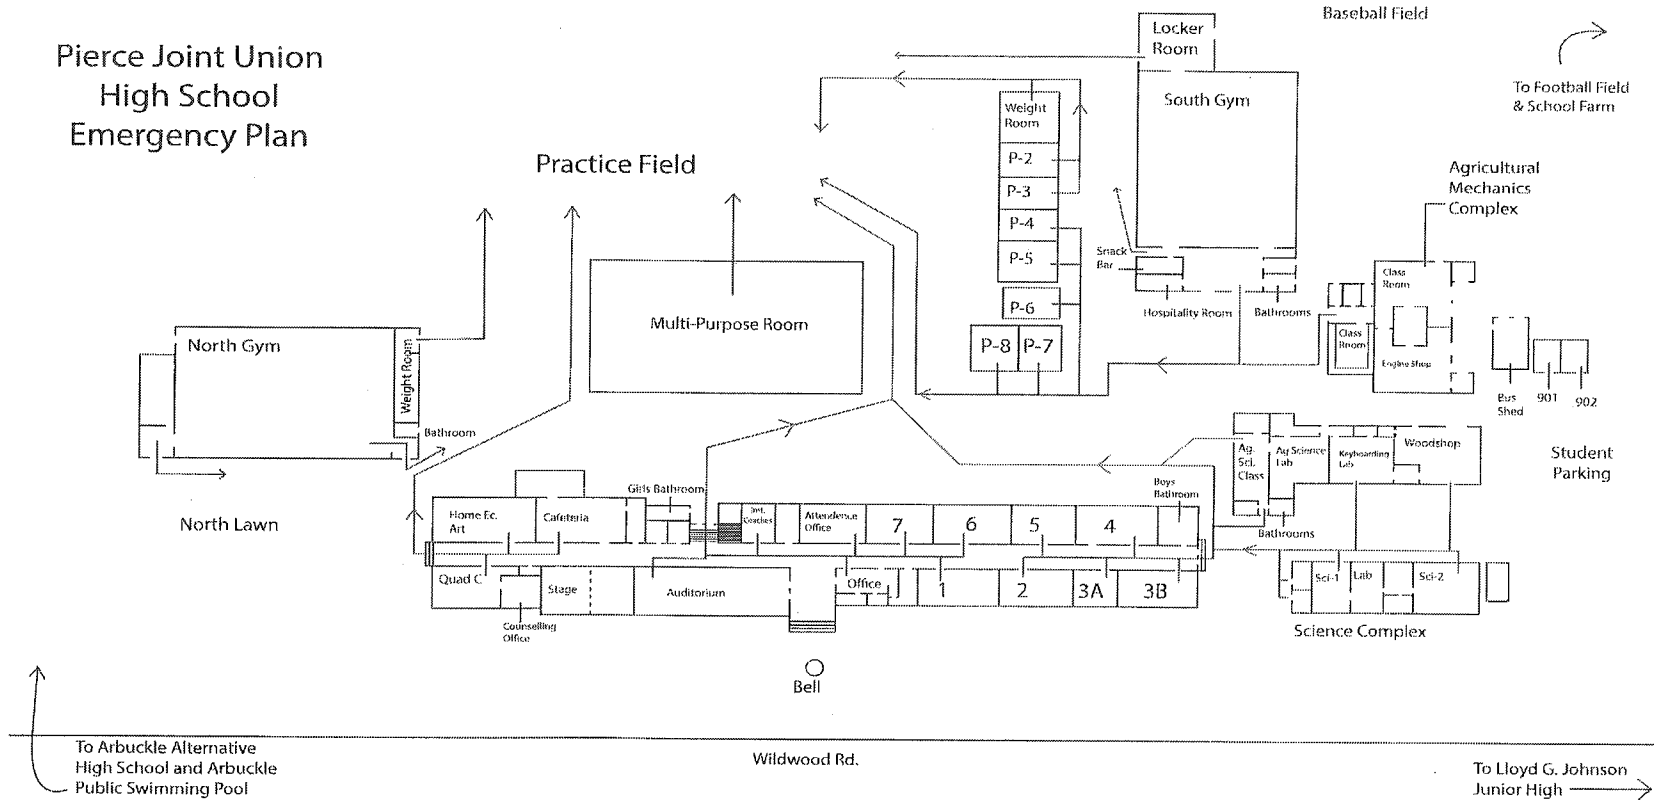 Pierce Joint Union
High School
Emergency Plan
Baseball Field
To Football Field
& School Farm
Locker
Room
South Gym
Weight
Room
P-2
P-3
P-4
P-5
P-6
P-8
P-7
Practice Field
Agricultural
Mechanics
Complex
Snack
Bar
Hospitality Room
Bathrooms
Class
Room
Class
Room
Engine Shop
Bus
Shed
901
902
Multi-Purpose Room
North Gym
Weight Room
Bathroom
North Lawn
Student
Parking
Ag.
Sci.
Class
Ag Science
Lab
Keyboarding
Lab
Woodshop
Bathrooms
Boys
Bathroom
Girls Bathroom
Home Ec.
Art
Cafeteria
Int.
Coaches
Attendence
Office
7
6
5
4
Quad C
Stage
Auditorium
Office
1
2
3A
3B
Counselling
Office
Sci-1
Lab
Sci-2
Science Complex
Bell
Wildwood Rd.
To Arbuckle Alternative
High School and Arbuckle
Public Swimming Pool
To Lloyd G. Johnson
Junior High